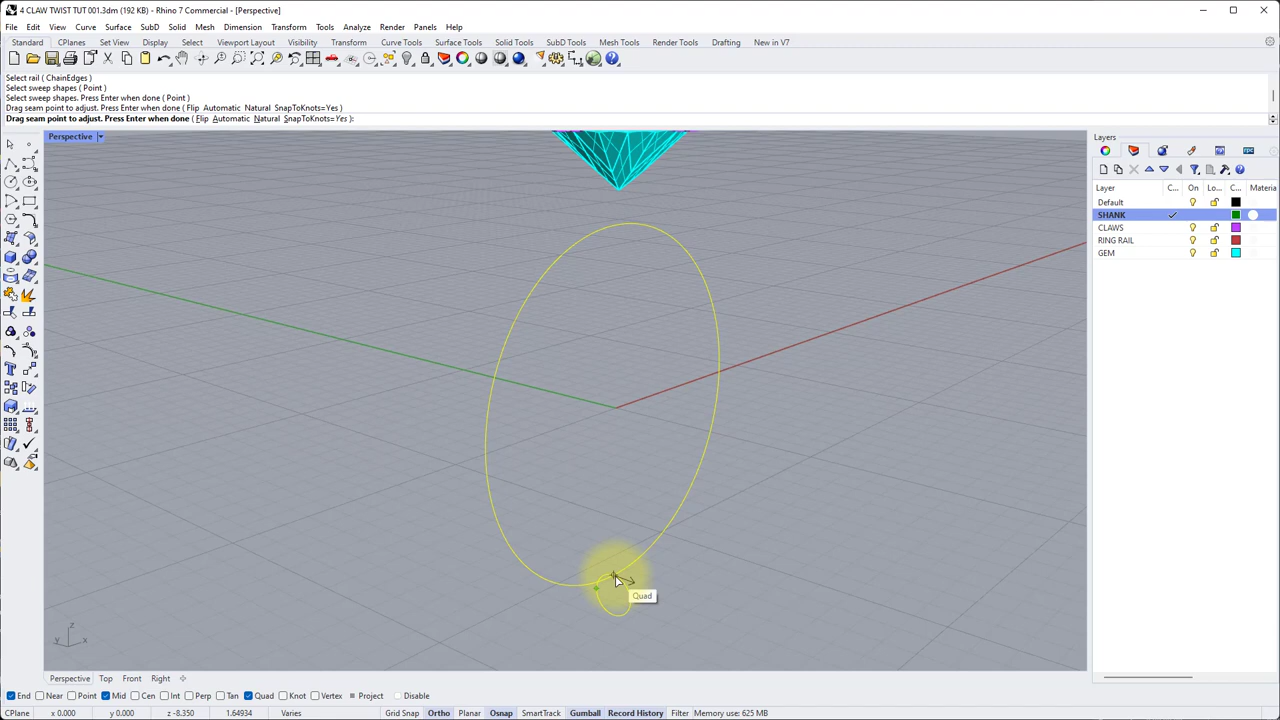 4 CLAW TWIST TUT 001.3dm (192 KB) - Rhino 7 Commercial - [Perspective]
File Edit View Curve Surface SubD Solid Mesh Dimension Transform Tools Analyze Render Panels Help
Standard CPlanes Set View Display Select Viewport Layout Visibility Transform Curve Tools Surface Tools Solid Tools SubD Tools Mesh Tools Render Tools Drafting New in V7
Select rail ( ChainEdges )
Select sweep shapes ( Point )
Select sweep shapes. Press Enter when done ( Point )
Drag seam point to adjust. Press Enter when done ( Flip Automatic Natural SnapToKnots=Yes )
Drag seam point to adjust. Press Enter when done ( Flip Automatic Natural SnapToKnots=Yes ):
Perspective
Layers
Layer C... On Lo... C... Materia
Default
SHANK
CLAWS
RING RAIL
GEM
Quad
z
y x
Perspective Top Front Right
End Near Point Mid Cen Int Perp Tan Quad Knot Vertex Project Disable
CPlane x 0.000 y 0.000 z -8.350 1.64934 Varies Grid Snap Ortho Planar Osnap SmartTrack Gumball Record History Filter Memory use: 625 MB